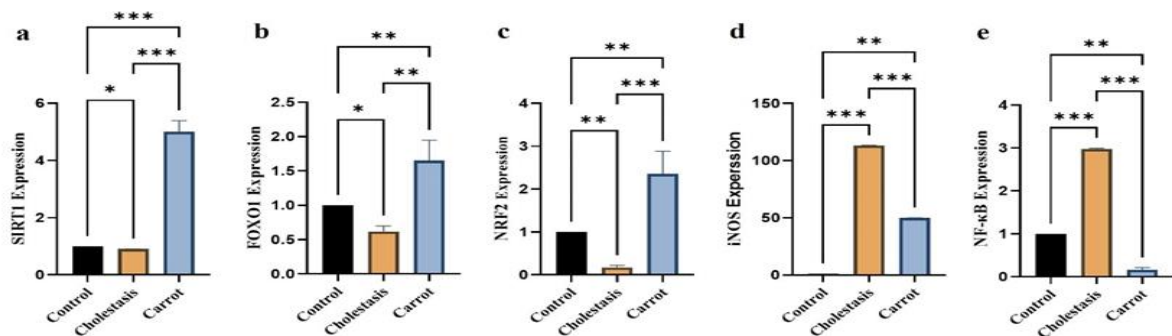 a
***
***
*
SIRT1 Expression
6
4
2
0
Control
Cholestasis
Carrot
b
**
**
*
FOXO1 Expression
2.5
2.0
1.5
1.0
0.5
0.0
Control
Cholestasis
Carrot
c
**
***
**
NRF2 Expression
4
3
2
1
0
Control
Cholestasis
Carrot
d
**
***
***
iNOS Experssion
150
100
50
0
Control
Cholestasis
Carrot
e
**
***
***
NF-κB Expression
4
3
2
1
0
Control
Cholestasis
Carrot